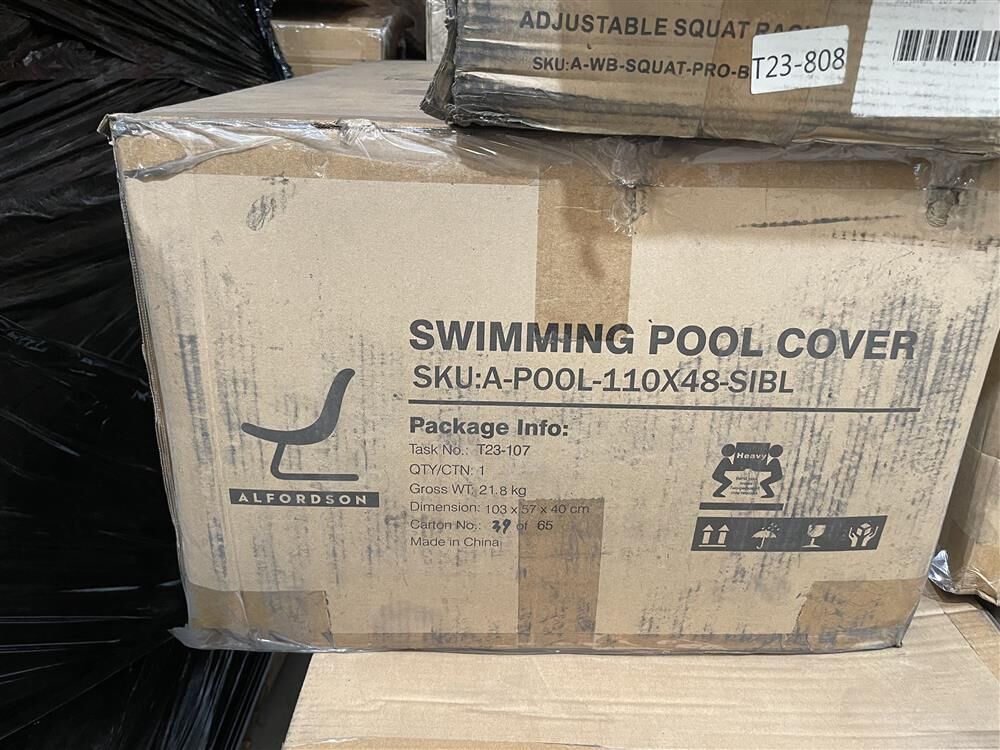 ADJUSTABLE SQUAT
SKU:A-WB-SQUAT-PRO-B
T23-808
SWIMMING POOL COVER
SKU:A-POOL-110X48-SIBL
Package Info:
Task No.: T23-107
QTY/CTN: 1
Gross WT: 21.8 kg
Dimension: 103 x 57 x 40 cm
Carton No.: 39 of 65
Made in China
ALFORDSON
Heavy